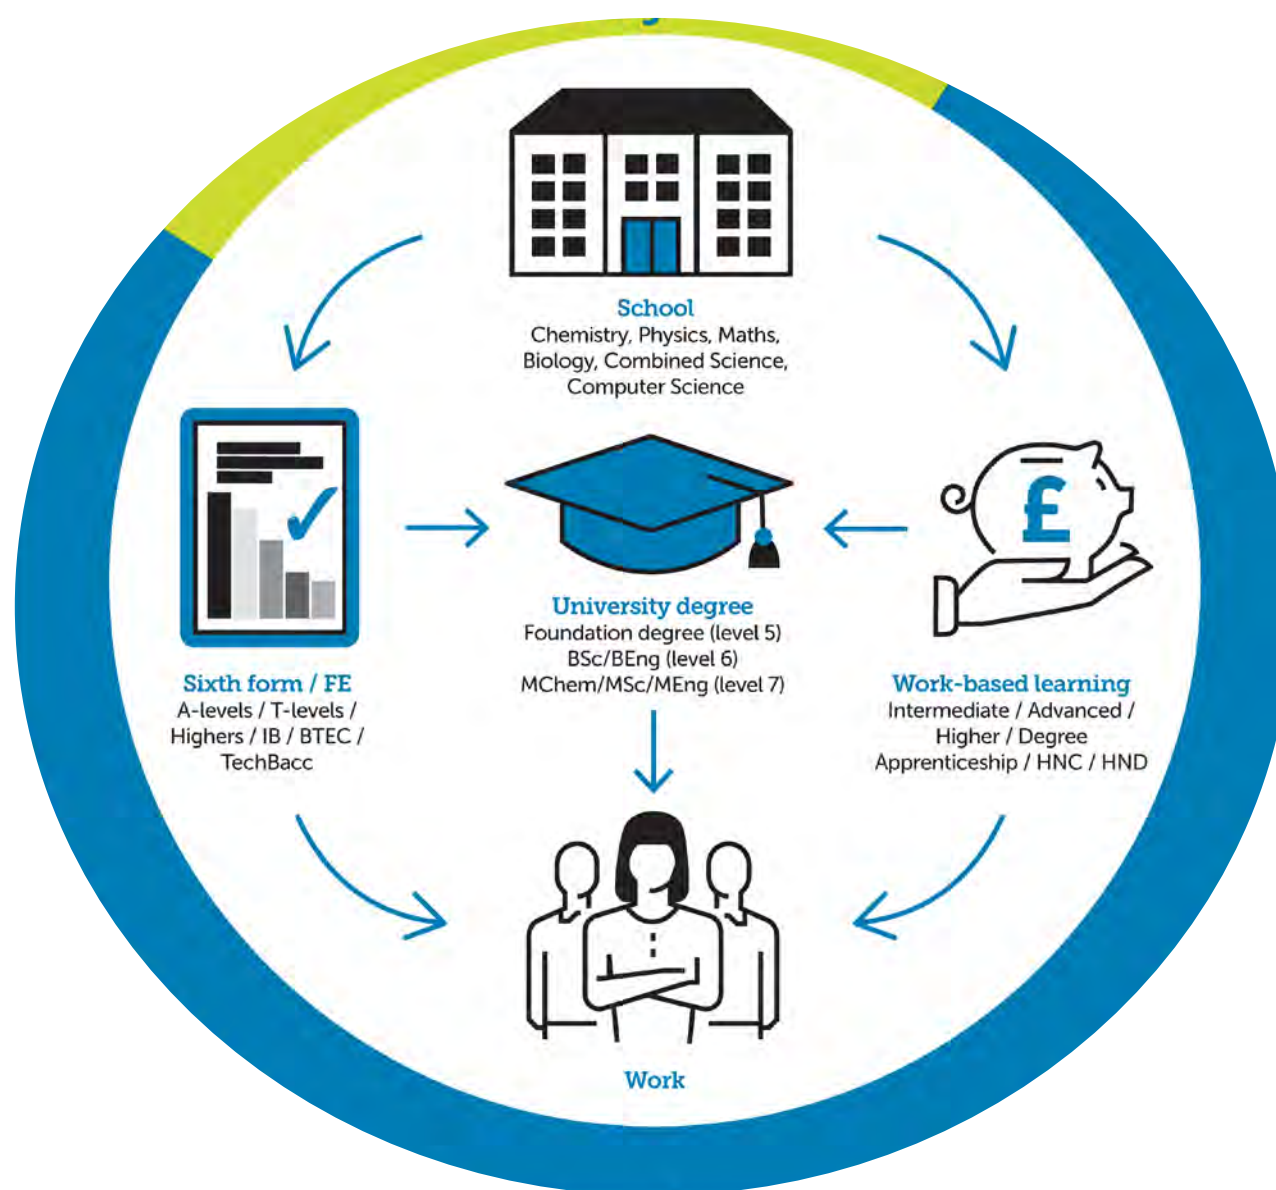 School
Chemistry, Physics, Maths,
Biology, Combined Science,
Computer Science
£
University degree
Foundation degree (level 5)
BSc/BEng (level 6)
MChem/MSc/MEng (level 7)
Sixth form / FE
A-levels / T-levels /
Highers / IB / BTEC /
TechBacc
Work-based learning
Intermediate / Advanced /
Higher / Degree
Apprenticeship / HNC / HND
Work